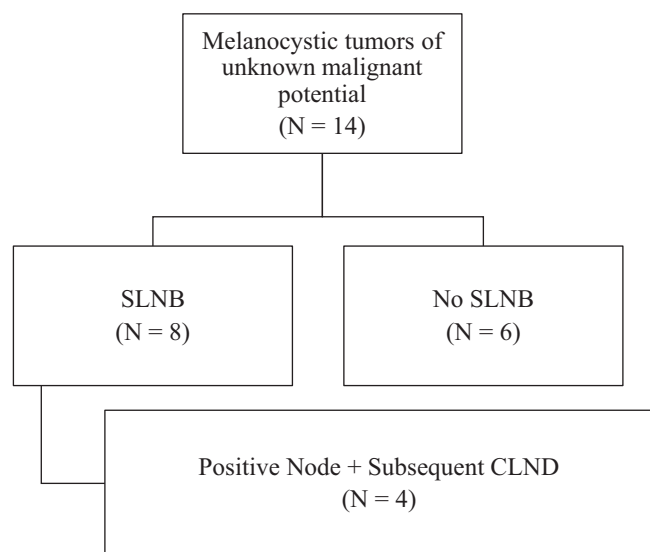 Melanocystic tumors of
unknown malignant
potential
(N = 14)
SLNB
(N = 8)
No SLNB
(N = 6)
Positive Node + Subsequent CLND
(N = 4)